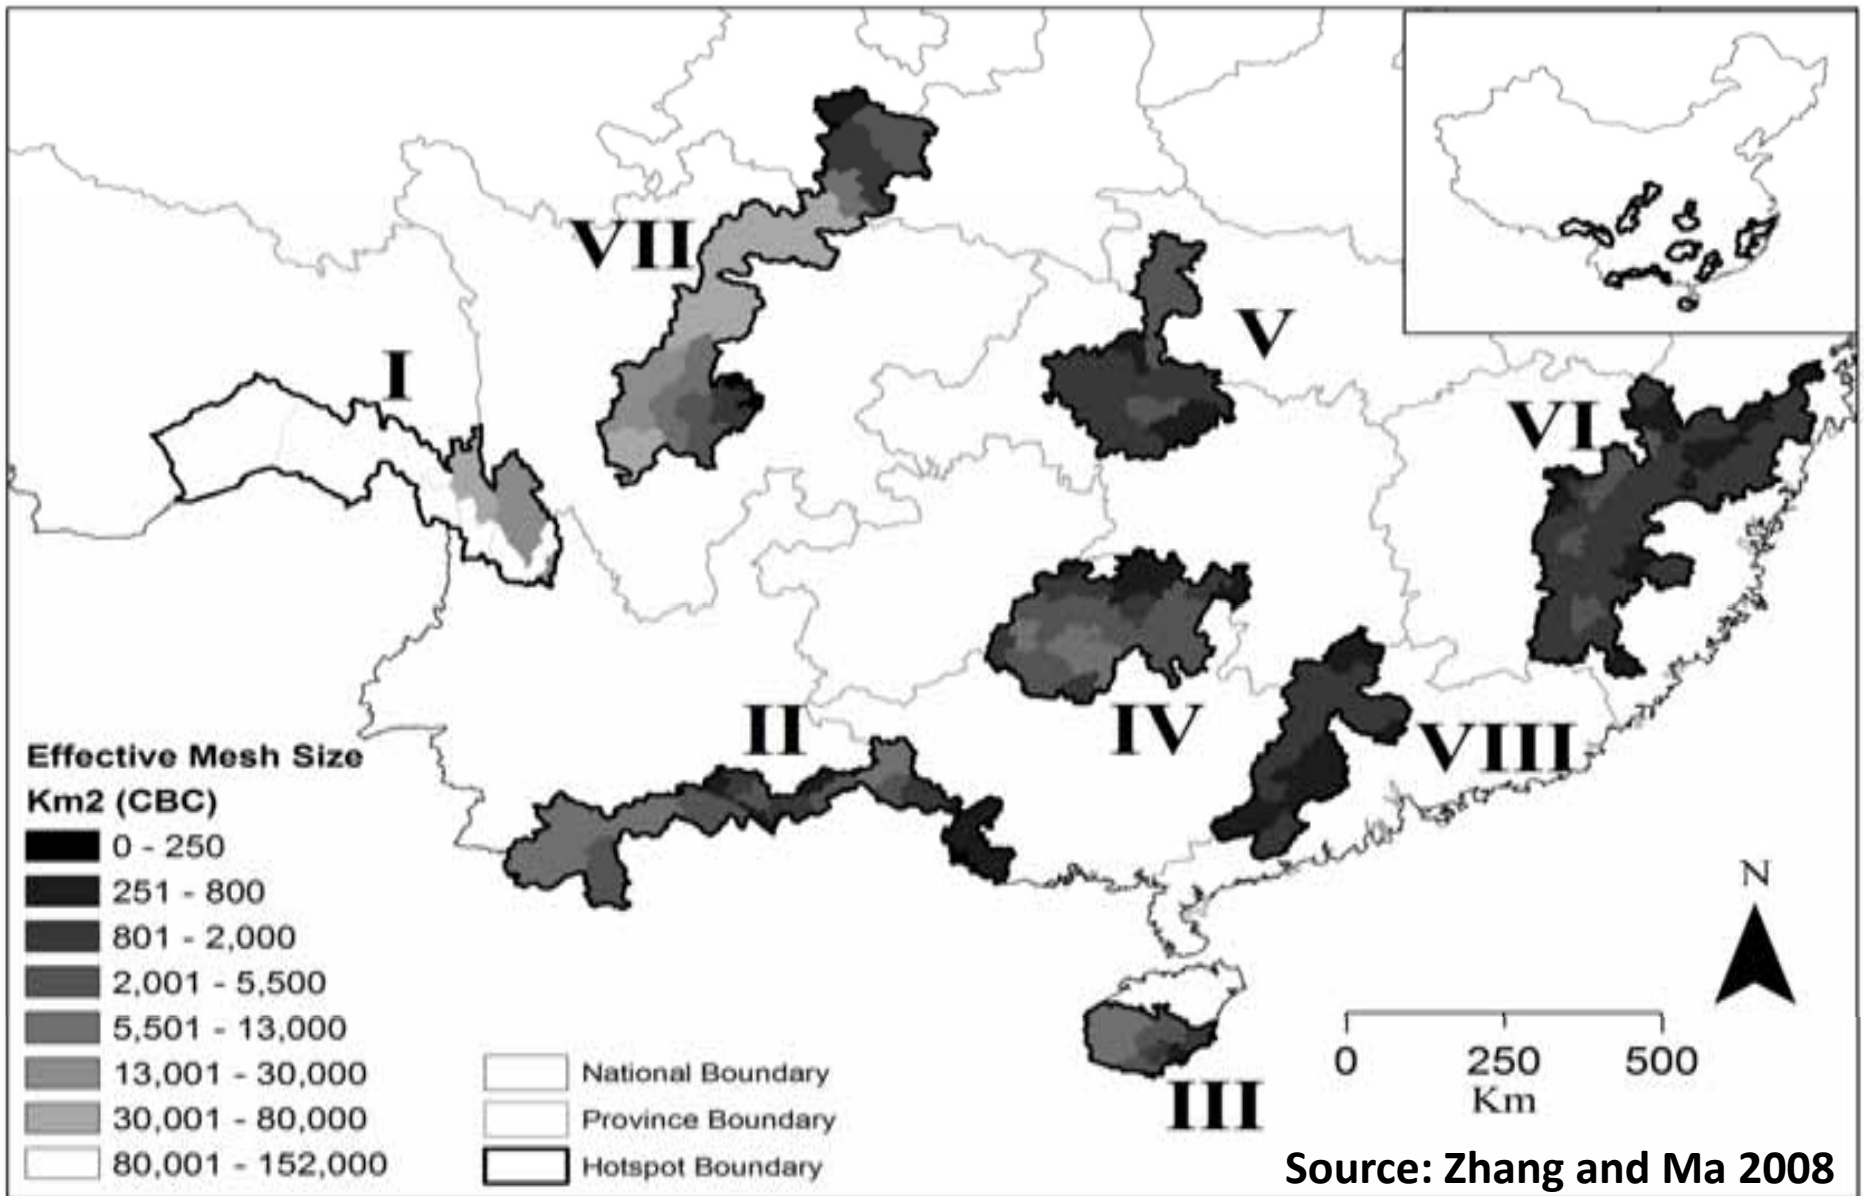 VII
I
V
VI
II
IV
VIII
III
Effective Mesh Size
Km2 (CBC)
0 - 250
251 - 800
801 - 2,000
2,001 - 5,500
5,501 - 13,000
13,001 - 30,000
30,001 - 80,000
80,001 - 152,000
National Boundary
Province Boundary
Hotspot Boundary
N
0 250 500
Km
Source: Zhang and Ma 2008